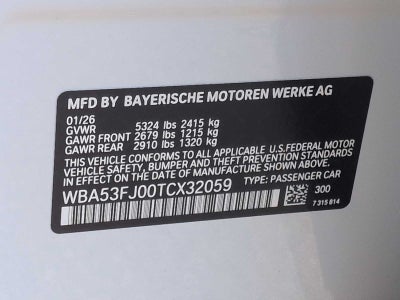 MFD BY BAYERISCHE MOTOREN WERKE AG
01/26
GVWR 5324 lbs 2415 kg
GAWR FRONT 2679 lbs 1215 kg
GAWR REAR 2910 lbs 1320 kg
THIS VEHICLE CONFORMS TO ALL APPLICABLE U.S.FEDERAL MOTOR
VEHICLE SAFETY, BUMPER, AND THEFT PREVENTION STANDARDS IN
EFFECT ON THE DATE OF MANUFACTURE SHOWN ABOVE.
WBA53FJ00TCX32059 TYPE: PASSENGER CAR
300
7 315 814